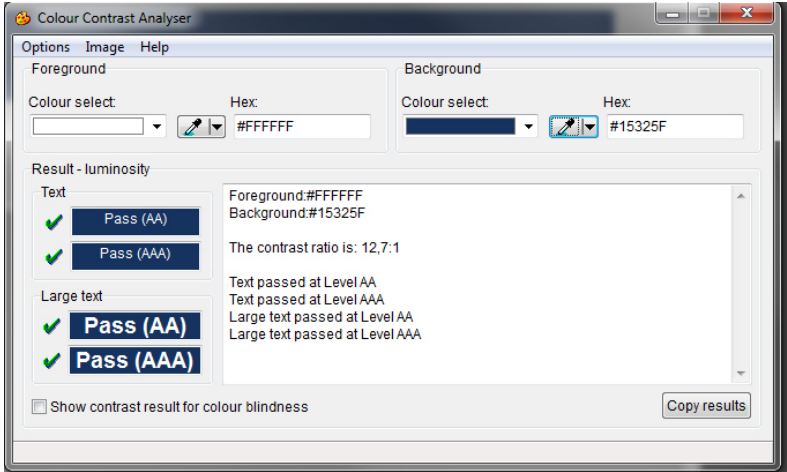 Colour Contrast Analyser
Options Image Help
Foreground
Colour select:
Hex:
#FFFFFF
Background
Colour select:
Hex:
#15325F
Result - luminosity
Text
Pass (AA)
Pass (AAA)
Large text
Pass (AA)
Pass (AAA)
Foreground:#FFFFFF
Background:#15325F
The contrast ratio is: 12,7:1
Text passed at Level AA
Text passed at Level AAA
Large text passed at Level AA
Large text passed at Level AAA
Show contrast result for colour blindness
Copy results